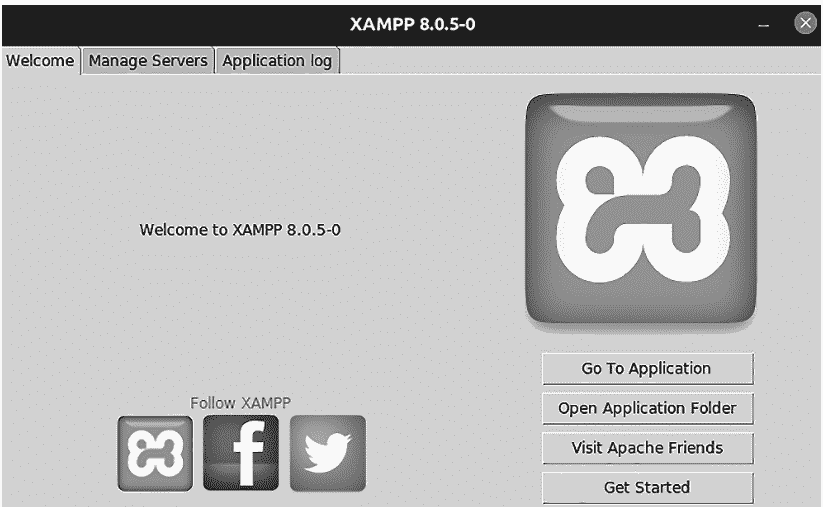 XAMPP 8.0.5-0
Welcome
Manage Servers
Application log
Welcome to XAMPP 8.0.5-0
Follow XAMPP
Go To Application
Open Application Folder
Visit Apache Friends
Get Started